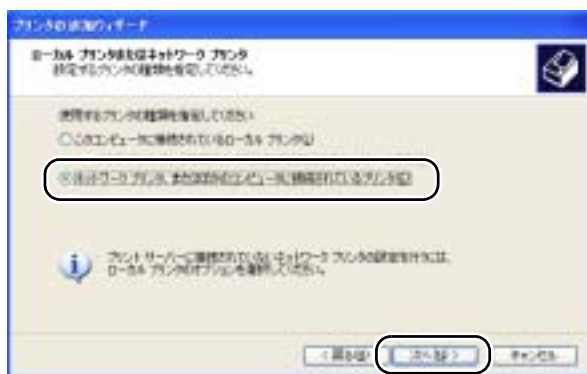 プリンタの追加ウィザード
ローカル プリンタまたはネットワーク プリンタ
設定するプリンタの種類を指定してください。
使用するプリンタの種類を指定してください:
このコンピュータに接続されているローカル プリンタ(L)
ネットワーク プリンタ、またはほかのコンピュータに接続されているプリンタ(E)
プリント サーバーに接続されていないネットワーク プリンタの設定を行うには、
ローカル プリンタのオプションを選択してください。
< 戻る(B)
次へ(N) >
キャンセル